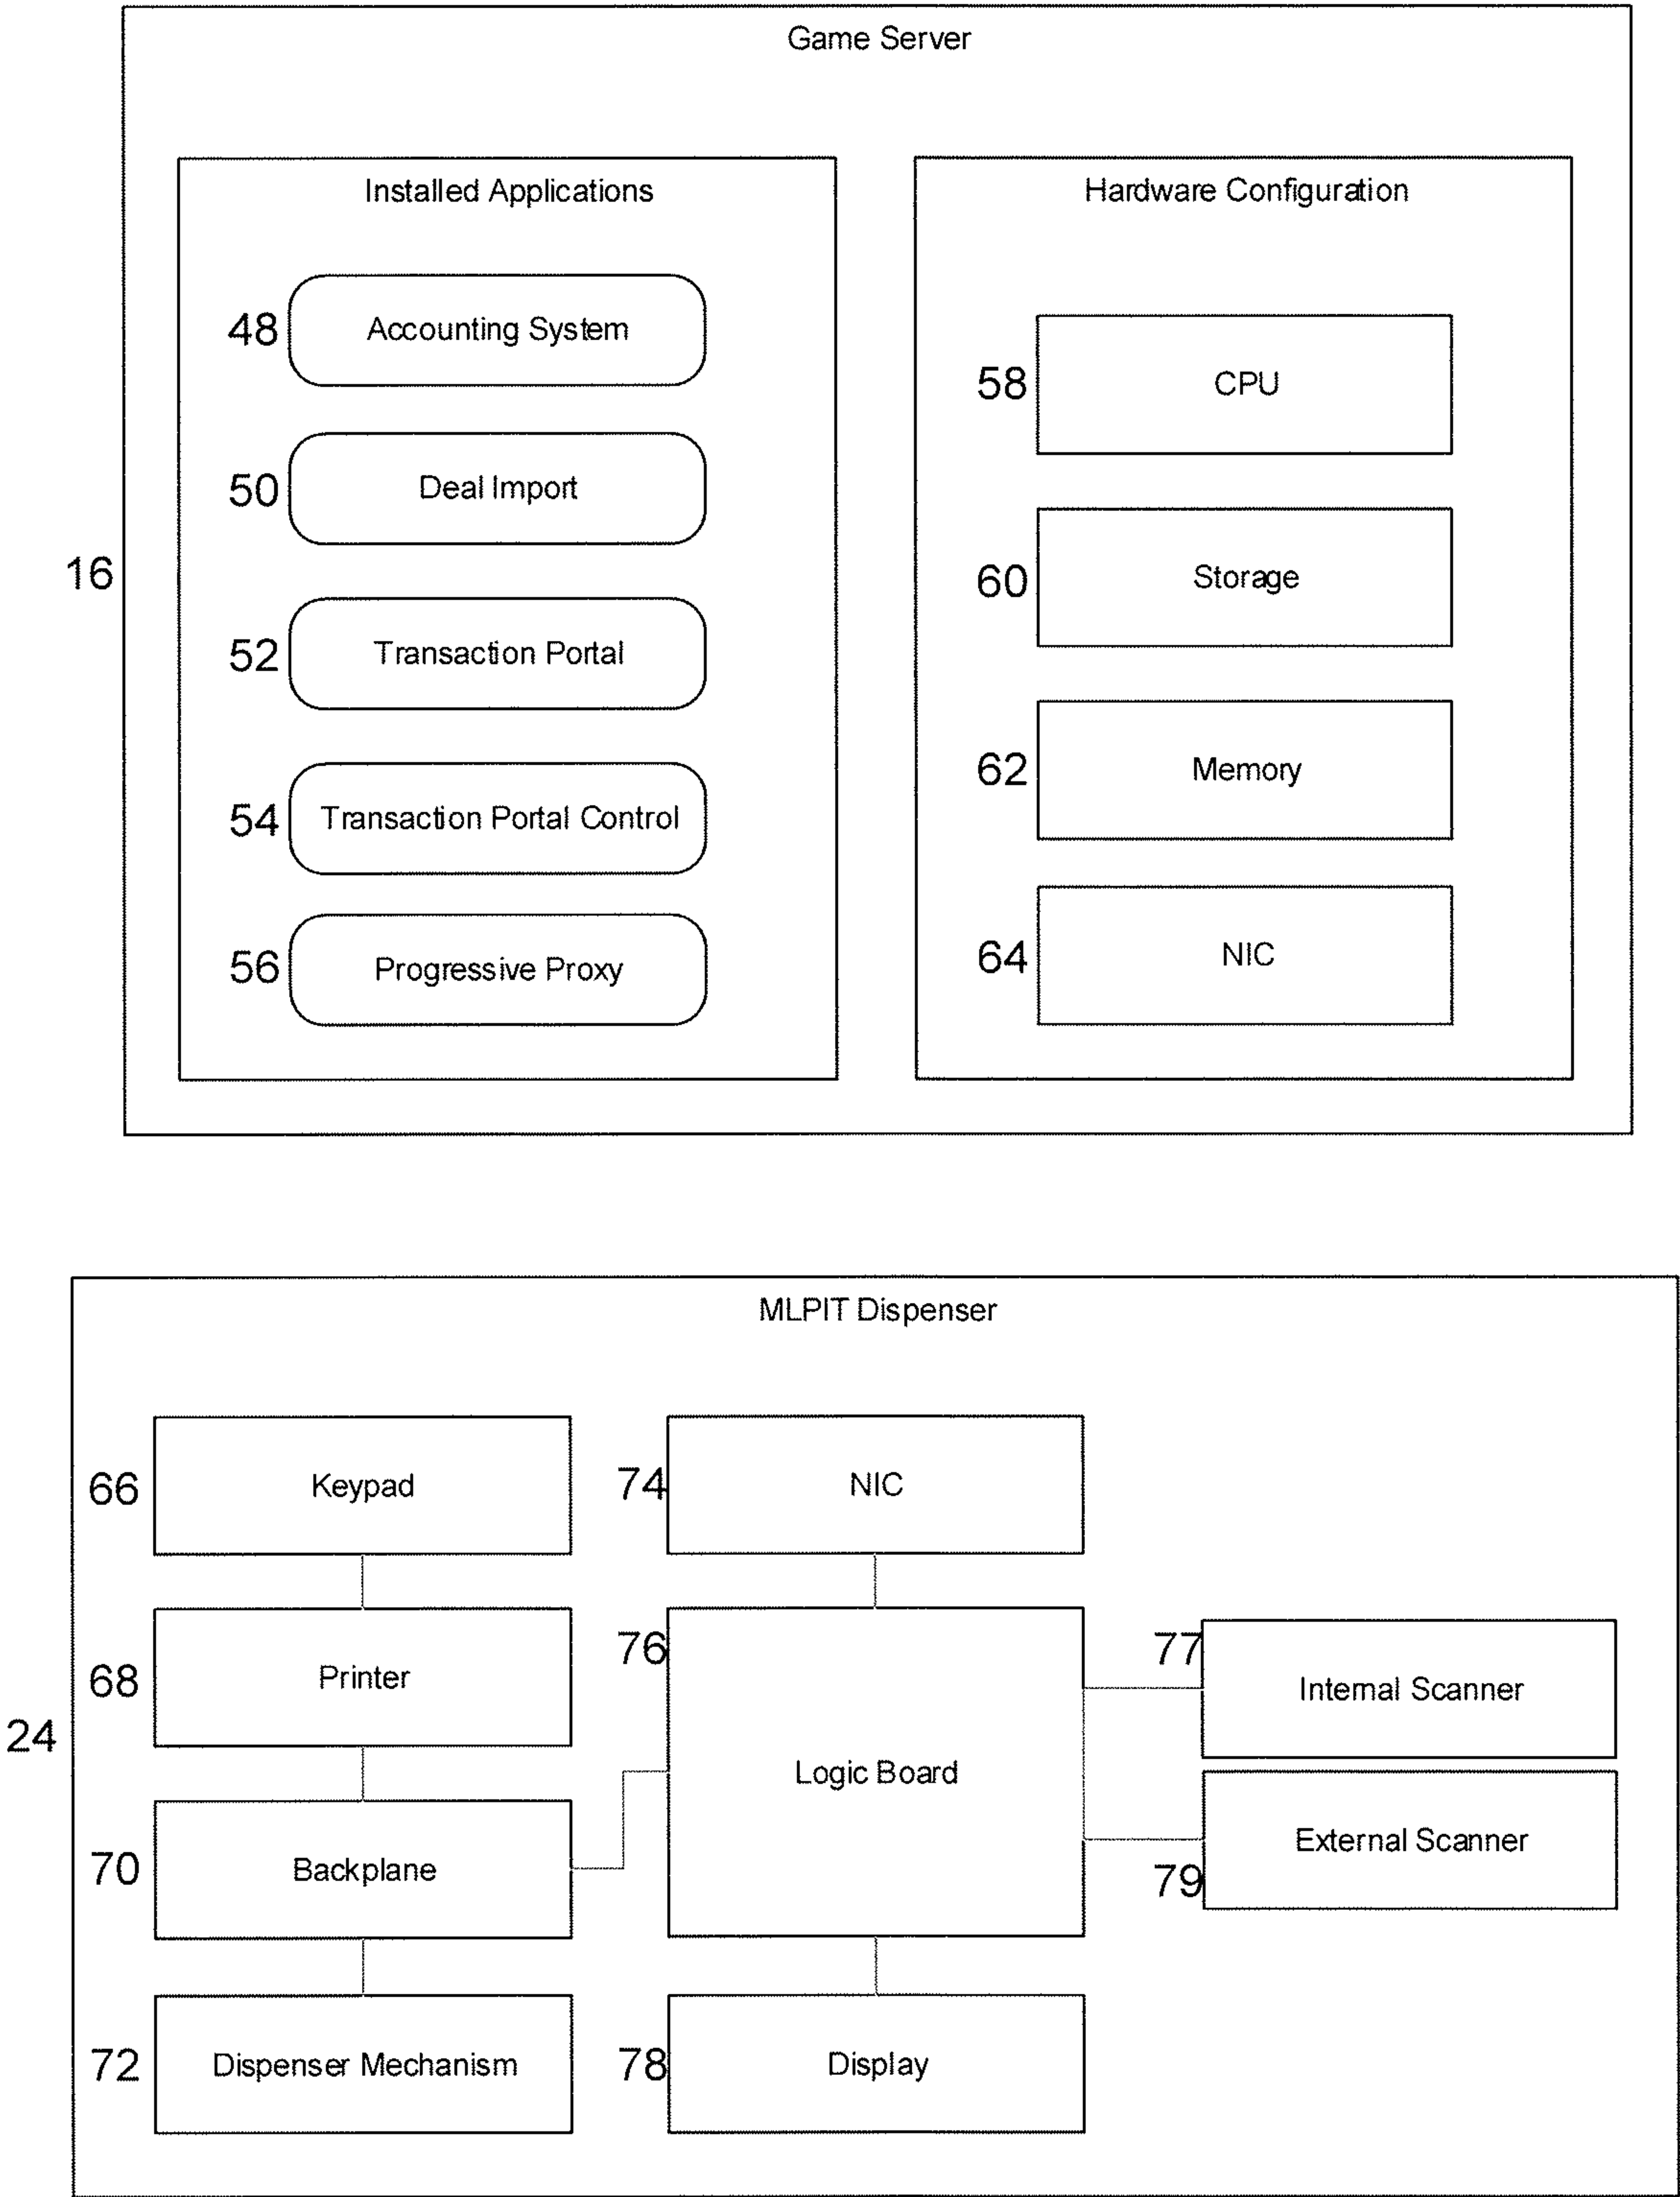 Game Server
16
Installed Applications
48 Accounting System
50 Deal Import
52 Transaction Portal
54 Transaction Portal Control
56 Progressive Proxy
Hardware Configuration
58 CPU
60 Storage
62 Memory
64 NIC
MLPIT Dispenser
24
66 Keypad
68 Printer
70 Backplane
72 Dispenser Mechanism
74 NIC
76 Logic Board
78 Display
77 Internal Scanner
79 External Scanner